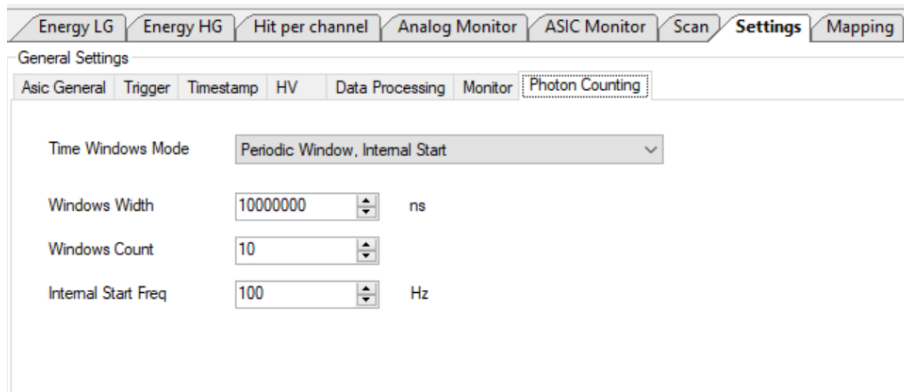 Energy LG Energy HG Hit per channel Analog Monitor ASIC Monitor Scan Settings Mapping
General Settings
Asic General Trigger Timestamp HV Data Processing Monitor Photon Counting
Time Windows Mode Periodic Window, Internal Start
Windows Width 10000000 ns
Windows Count 10
Internal Start Freq 100 Hz